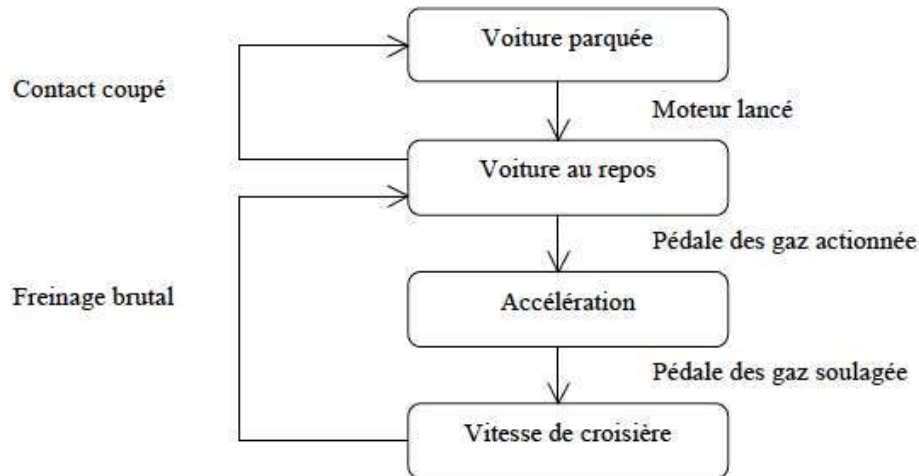 Voiture parquée
Contact coupé
Moteur lancé
Voiture au repos
Pédale des gaz actionnée
Freinage brutal
Accélération
Pédale des gaz soulagée
Vitesse de croisière